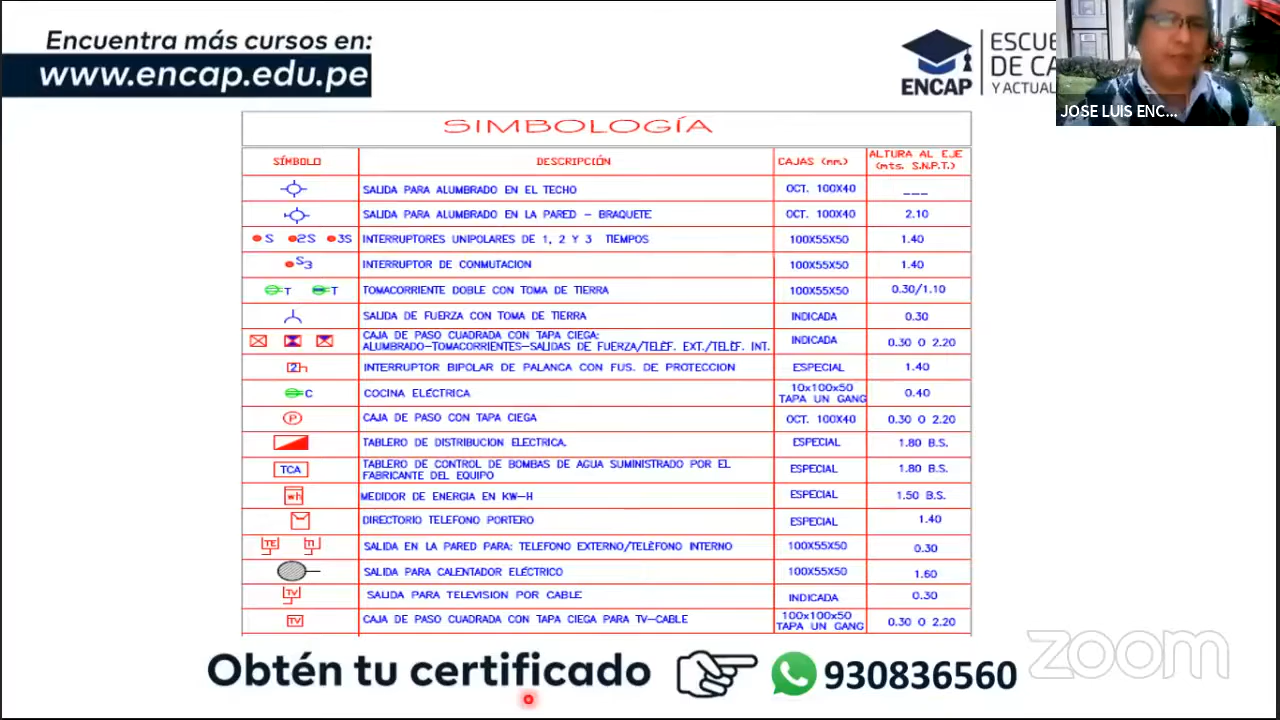 Encuentra más cursos en:
www.encap.edu.pe
ENCAP
ESCUE
DE CA
Y ACTUAL
JOSE LUIS ENC...
SIMBOLOGÍA
SÍMBOLO DESCRIPCIÓN CAJAS (mm.) ALTURA AL EJE (mts. S.N.P.T.)
SALIDA PARA ALUMBRADO EN EL TECHO OCT. 100X40 ___
SALIDA PARA ALUMBRADO EN LA PARED - BRAQUETE OCT. 100X40 2.10
S 2S 3S INTERRUPTORES UNIPOLARES DE 1, 2 Y 3 TIEMPOS 100X55X50 1.40
S3 INTERRUPTOR DE CONMUTACION 100X55X50 1.40
T T TOMACORRIENTE DOBLE CON TOMA DE TIERRA 100X55X50 0.30/1.10
SALIDA DE FUERZA CON TOMA DE TIERRA INDICADA 0.30
CAJA DE PASO CUADRADA CON TAPA CIEGA:
ALUMBRADO-TOMACORRIENTES-SALIDAS DE FUERZA/TELÉF. EXT./TELÉF. INT. INDICADA 0.30 O 2.20
2 INTERRUPTOR BIPOLAR DE PALANCA CON FUS. DE PROTECCION ESPECIAL 1.40
C COCINA ELÉCTRICA 10x100x50 TAPA UN GANG 0.40
P CAJA DE PASO CON TAPA CIEGA OCT. 100X40 0.30 O 2.20
TABLERO DE DISTRIBUCION ELECTRICA. ESPECIAL 1.80 B.S.
TCA TABLERO DE CONTROL DE BOMBAS DE AGUA SUMINISTRADO POR EL
FABRICANTE DEL EQUIPO ESPECIAL 1.80 B.S.
wh MEDIDOR DE ENERGIA EN KW-H ESPECIAL 1.50 B.S.
DIRECTORIO TELEFONO PORTERO ESPECIAL 1.40
TE TI SALIDA EN LA PARED PARA: TELEFONO EXTERNO/TELÉFONO INTERNO 100X55X50 0.30
SALIDA PARA CALENTADOR ELÉCTRICO 100X55X50 1.60
TV SALIDA PARA TELEVISION POR CABLE INDICADA 0.30
TV CAJA DE PASO CUADRADA CON TAPA CIEGA PARA TV-CABLE 100x100x50 TAPA UN GANG 0.30 O 2.20
Obtén tu certificado 930836560
zoom